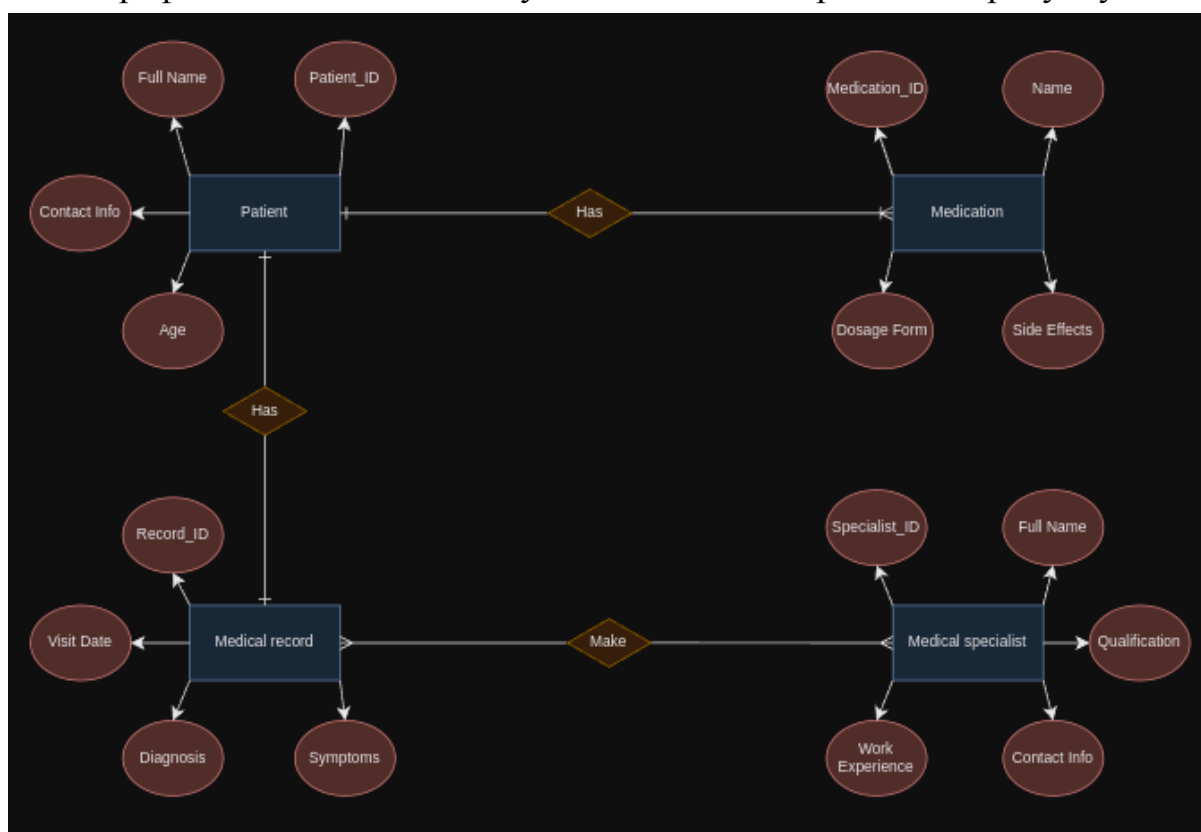 Full Name
Patient_ID
Medication_ID
Name
Contact Info
Patient
Has
Medication
Age
Dosage Form
Side Effects
Has
Record_ID
Specialist_ID
Full Name
Visit Date
Medical record
Make
Medical specialist
Qualification
Diagnosis
Symptoms
Work
Experience
Contact Info